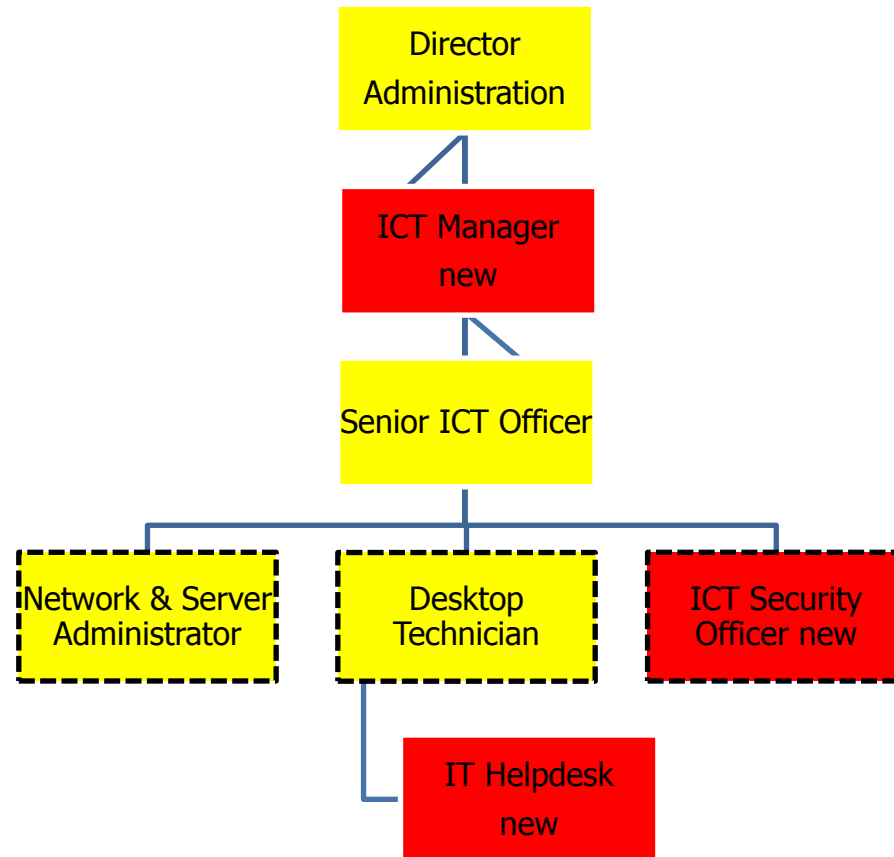 Director
Administration
ICT Manager
new
Senior ICT Officer
Network & Server
Administrator
Desktop
Technician
ICT Security
Officer new
IT Helpdesk
new